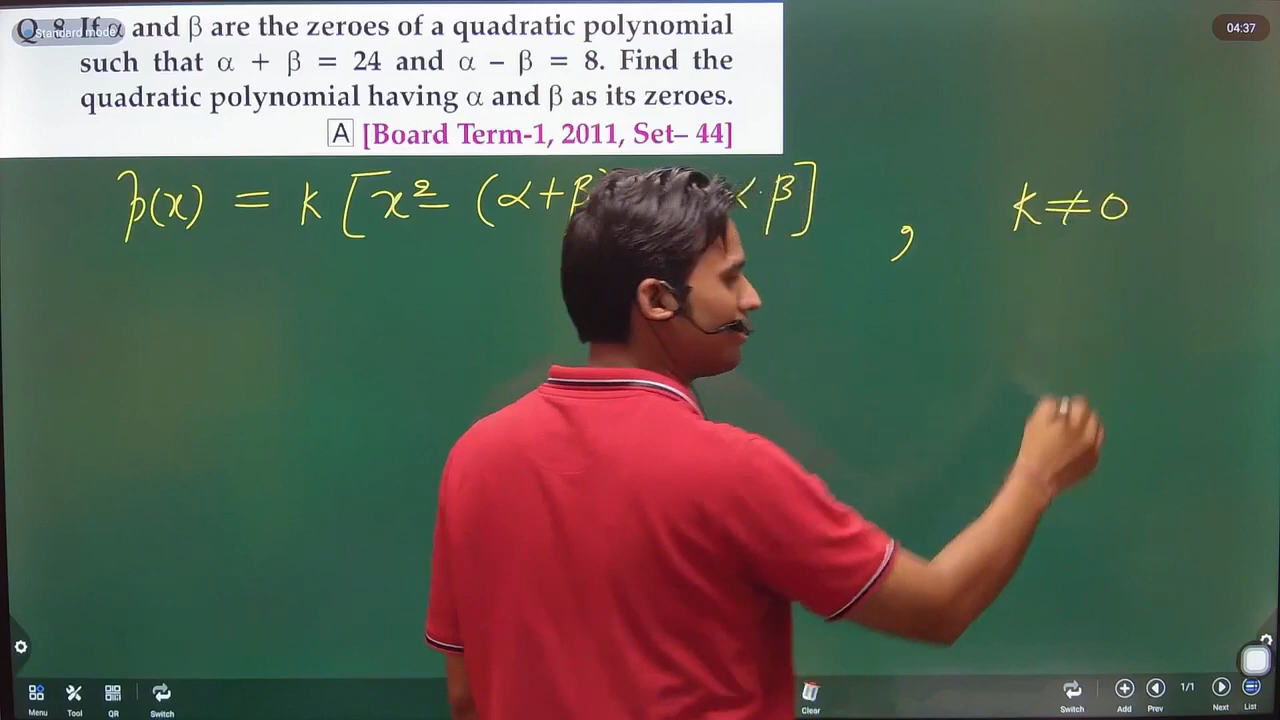 Q. 8. If α and β are the zeroes of a quadratic polynomial
Standard mode
04:37
such that α + β = 24 and α – β = 8. Find the
quadratic polynomial having α and β as its zeroes.
A [Board Term-1, 2011, Set– 44]
p(x) = k [x² – (α+β) α·β] , k≠0
Menu Tool QR Switch Clear Switch Add Prev 1/1 Next List